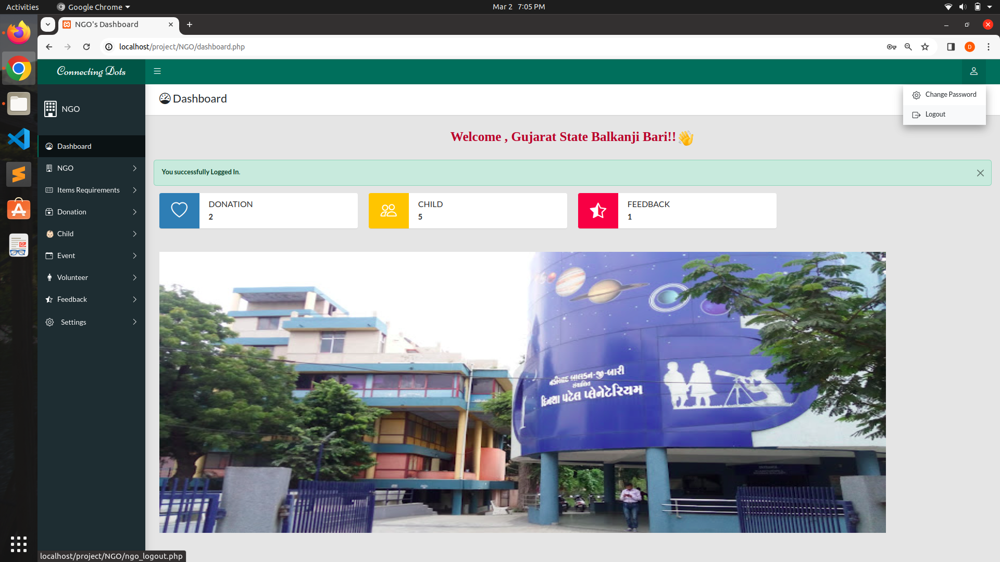 Activities
Google Chrome
Mar 2 7:05 PM
NGO's Dashboard
localhost/project/NGO/dashboard.php
D
Connecting Dots
NGO
Dashboard
NGO
Items Requirements
Donation
Child
Event
Volunteer
Feedback
Settings
Dashboard
Change Password
Logout
Welcome , Gujarat State Balkanji Bari!!
You successfully Logged In.
DONATION
2
CHILD
5
FEEDBACK
1
નડીયાદ બાલકન-જી-બારી
સંચાલિત
દિનશા પટેલ પ્લેનેટેરિયમ
localhost/project/NGO/ngo_logout.php